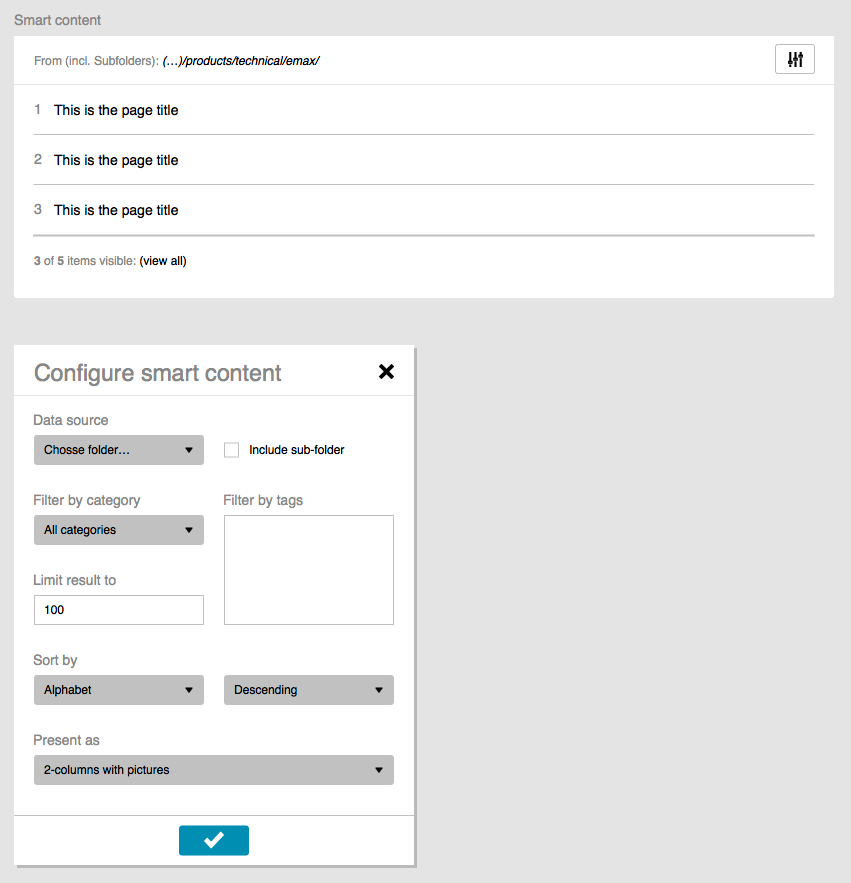 Smart content
From (incl. Subfolders): (...)/products/technical/emax/
1 This is the page title
2 This is the page title
3 This is the page title
3 of 5 items visible: (view all)
Configure smart content
Data source
Chosse folder...
Include sub-folder
Filter by category
Filter by tags
All categories
Limit result to
100
Sort by
Alphabet
Descending
Present as
2-columns with pictures